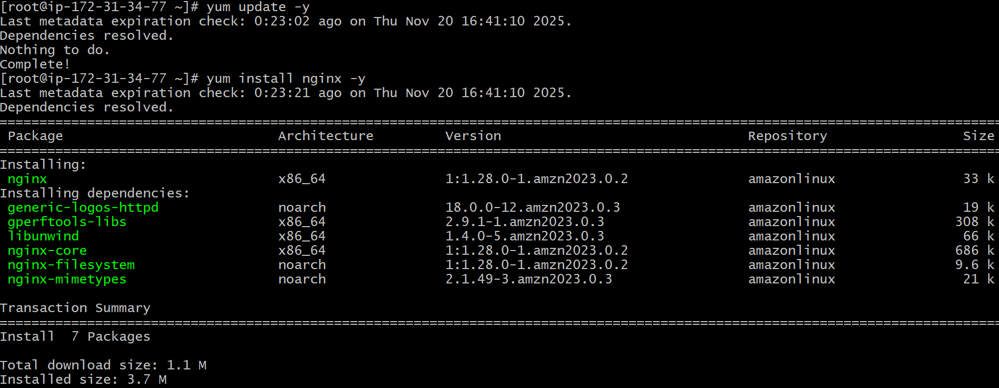 [root@ip-172-31-34-77 ~]# yum update -y
Last metadata expiration check: 0:23:02 ago on Thu Nov 20 16:41:10 2025.
Dependencies resolved.
Nothing to do.
Complete!
[root@ip-172-31-34-77 ~]# yum install nginx -y
Last metadata expiration check: 0:23:21 ago on Thu Nov 20 16:41:10 2025.
Dependencies resolved.
================================================================================
Package Architecture Version Repository Size
================================================================================
Installing:
nginx x86_64 1:1.28.0-1.amzn2023.0.2 amazonlinux 33 k
Installing dependencies:
generic-logos-httpd noarch 18.0.0-12.amzn2023.0.3 amazonlinux 19 k
gperftools-libs x86_64 2.9.1-1.amzn2023.0.3 amazonlinux 308 k
libunwind x86_64 1.4.0-5.amzn2023.0.3 amazonlinux 66 k
nginx-core x86_64 1:1.28.0-1.amzn2023.0.2 amazonlinux 686 k
nginx-filesystem noarch 1:1.28.0-1.amzn2023.0.2 amazonlinux 9.6 k
nginx-mimetypes noarch 2.1.49-3.amzn2023.0.3 amazonlinux 21 k
Transaction Summary
================================================================================
Install 7 Packages
Total download size: 1.1 M
Installed size: 3.7 M